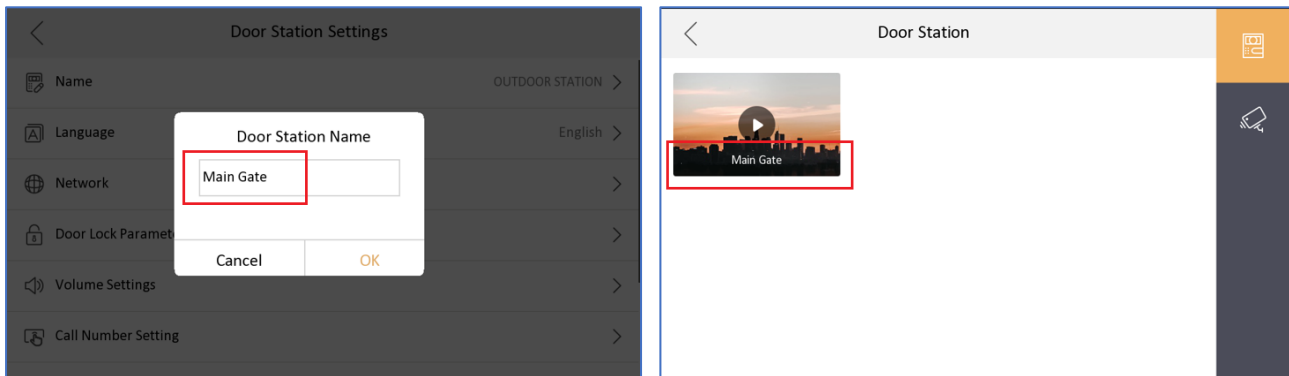 Door Station Settings
Name
OUTDOOR STATION
Language
English
Network
Door Lock Paramet
Volume Settings
Call Number Setting
Door Station Name
Main Gate
Cancel
OK
Door Station
Main Gate